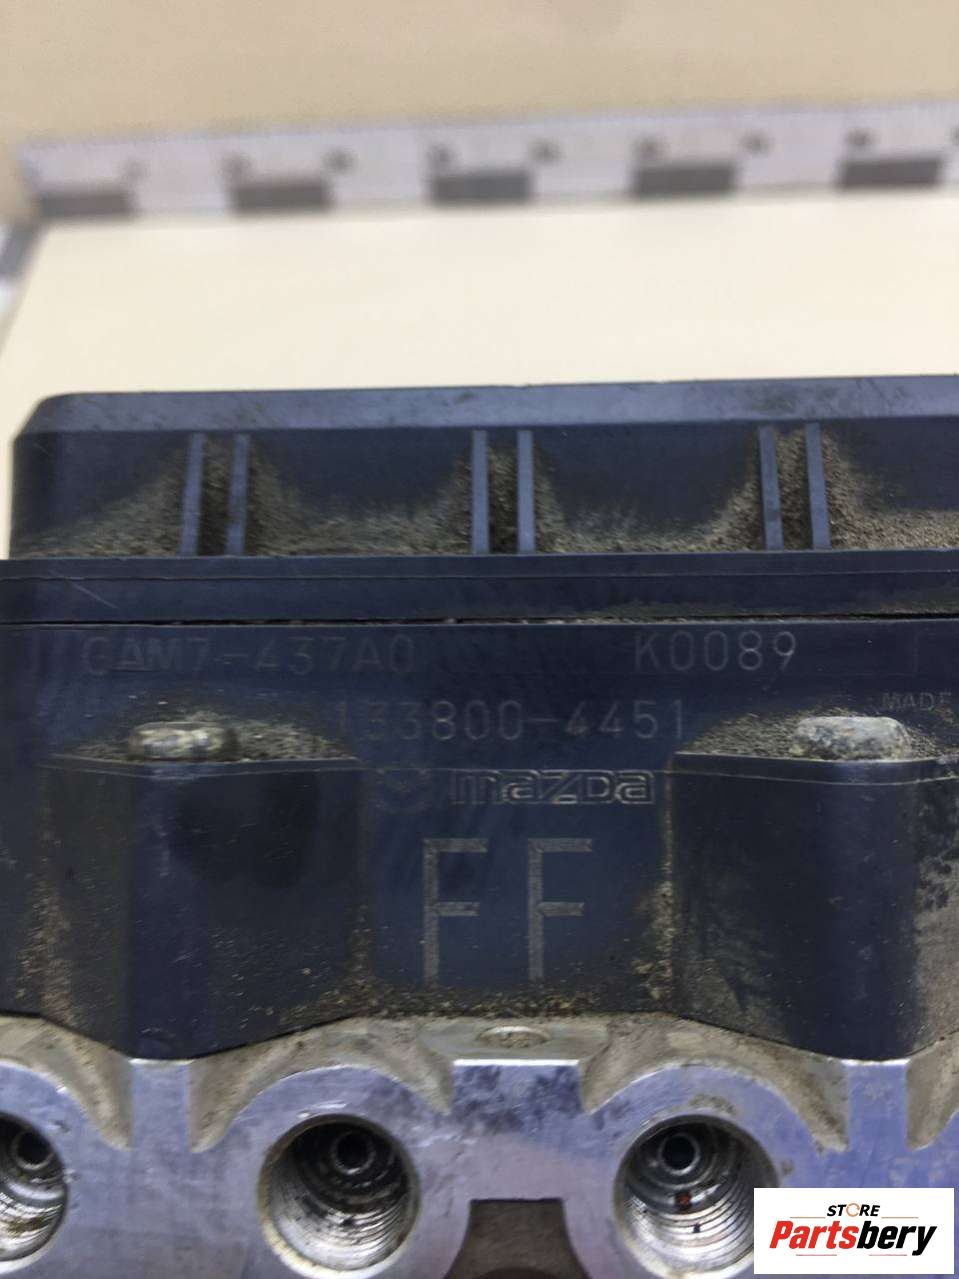 GAM7-437A0 K0089
133800-4451
MADE
mazda
FF
STORE
Partsbery